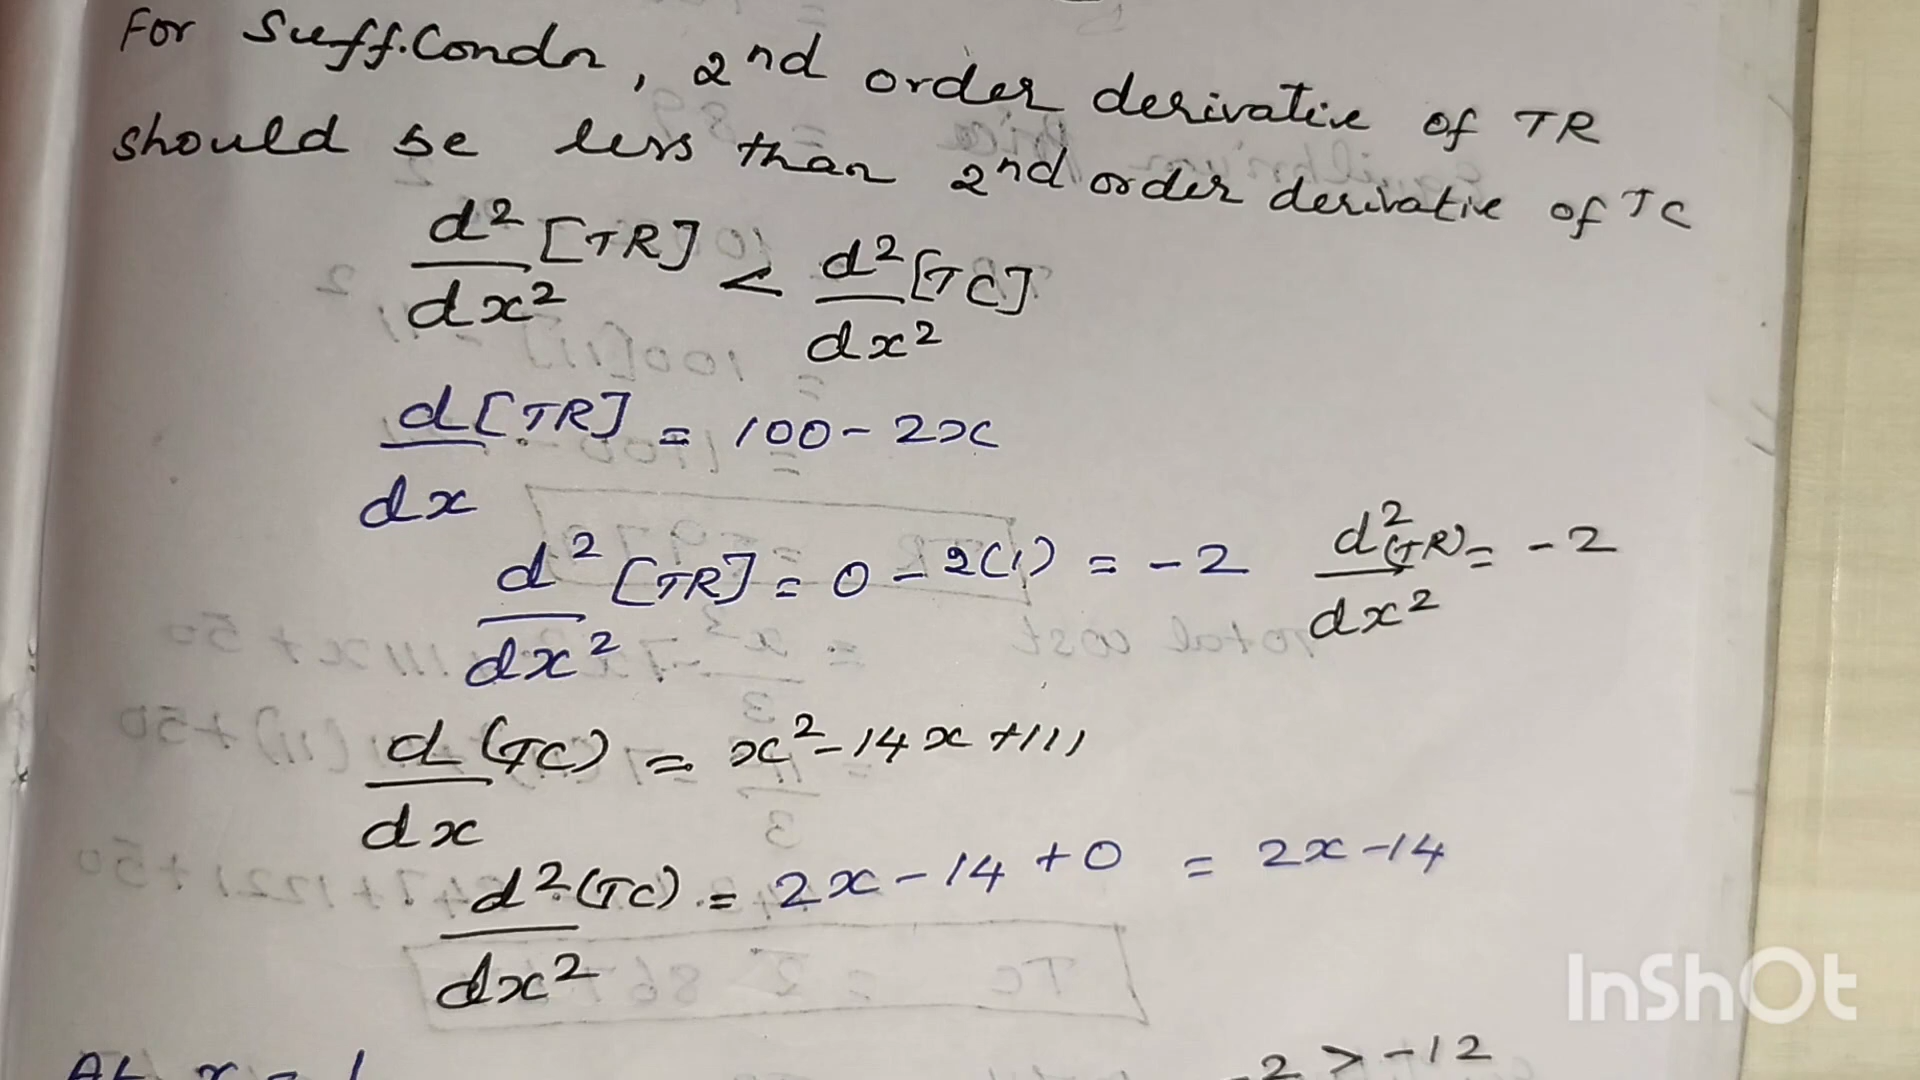 For Suff.Condn, 2nd order derivative of TR
should be less than 2nd order derivative of TC
d²/dx² [TR] < d²/dx² [TC]
d/dx [TR] = 100 - 2x
d²/dx² [TR] = 0 - 2(1) = -2 d²(TR)/dx² = -2
d/dx (TC) = x² - 14x + 111
d²/dx² (TC) = 2x - 14 + 0 = 2x - 14
At x = 1 -2 > -12
InShOt